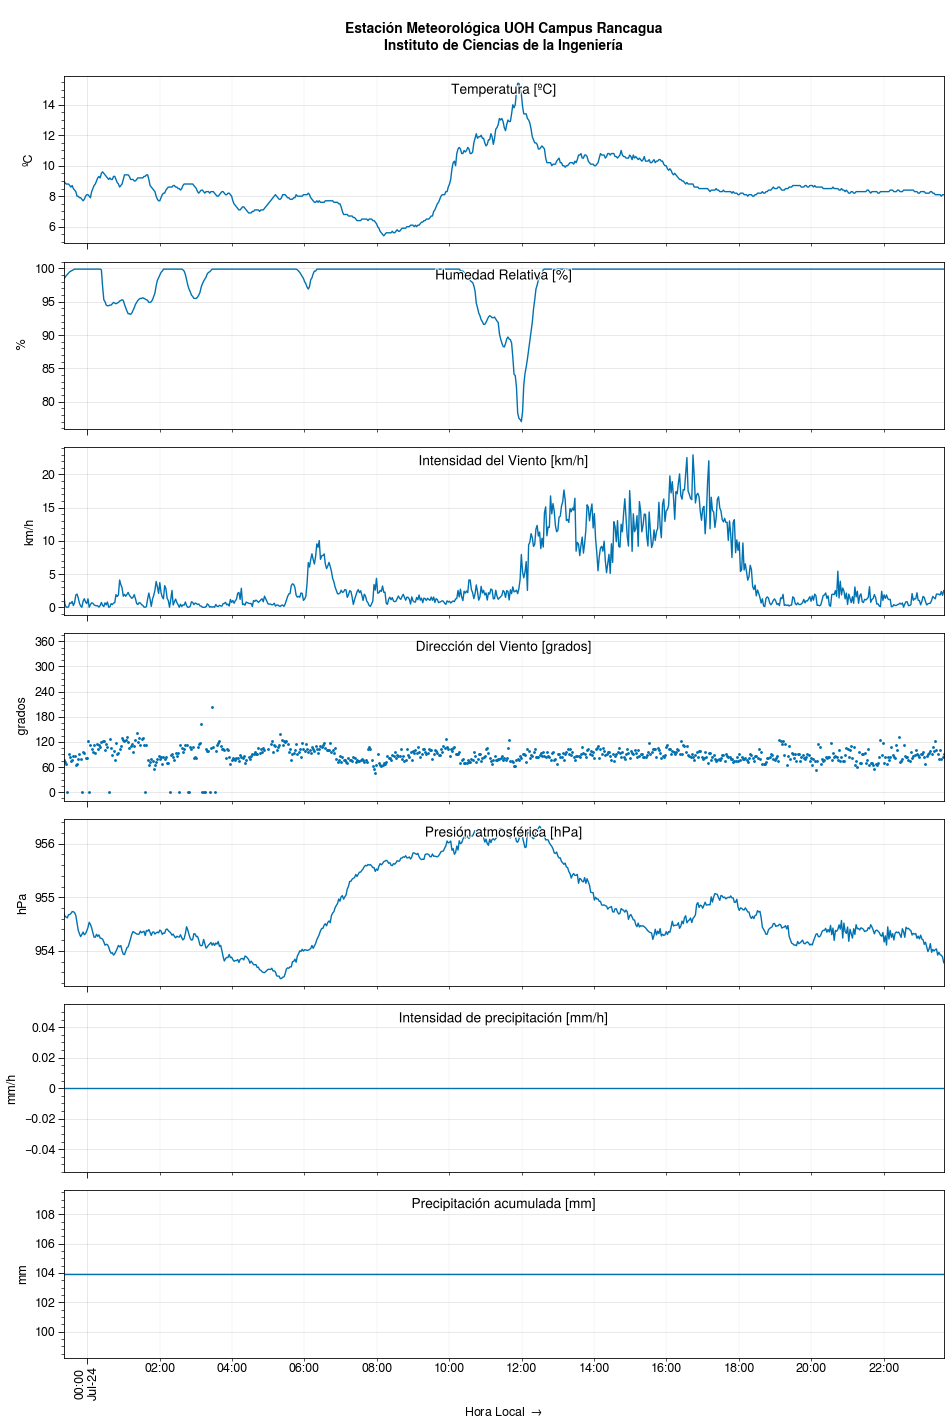 Estación Meteorológica UOH Campus Rancagua
Instituto de Ciencias de la Ingeniería
Temperatura [ºC]
14
12
10
8
6
ºC
Humedad Relativa [%]
100
95
90
85
80
%
Intensidad del Viento [km/h]
20
15
10
5
0
km/h
Dirección del Viento [grados]
360
300
240
180
120
60
0
grados
Presión atmosférica [hPa]
956
955
954
hPa
Intensidad de precipitación [mm/h]
0.04
0.02
0
−0.02
−0.04
mm/h
Precipitación acumulada [mm]
108
106
104
102
100
mm
00:00
Jul-24
02:00
04:00
06:00
08:00
10:00
12:00
14:00
16:00
18:00
20:00
22:00
Hora Local →